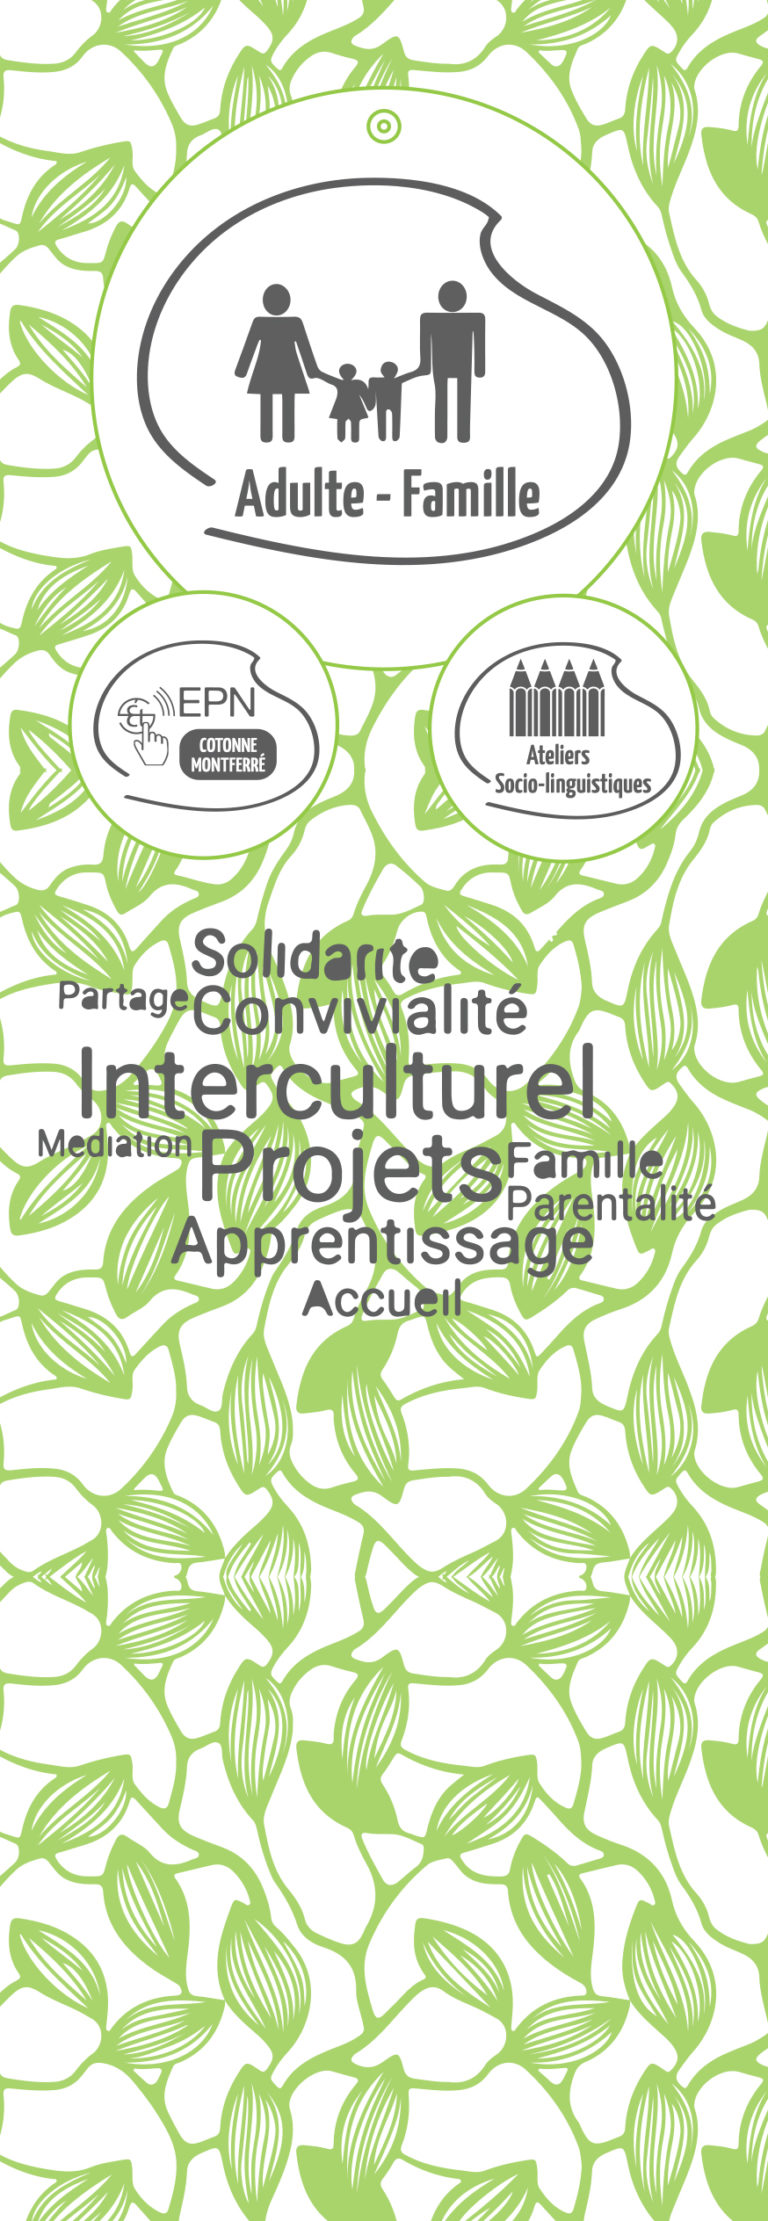 Adulte - Famille
EPN
COTONNE
MONTFERRÉ
Ateliers
Socio-linguistiques
Solidarite
Partage
Convivialité
Interculturel
Mediation
Projets
Famille
Parentalité
Apprentissage
Accueil